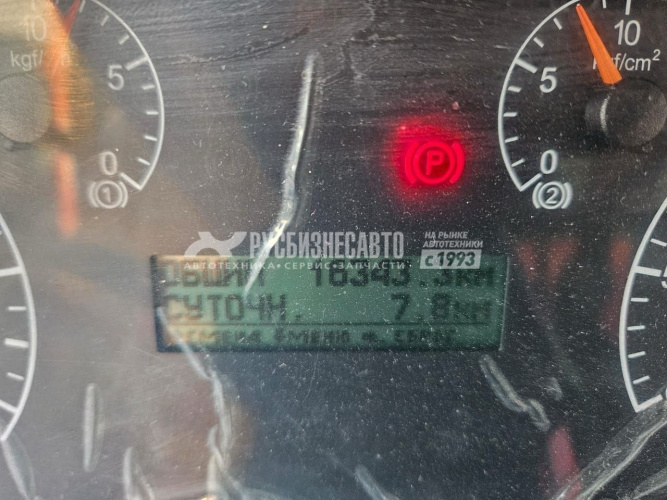 10
kgf/
5
0
1
10
kgf/cm²
5
0
2
P
РУСБИЗНЕСАВТО
НА РЫНКЕ
АВТОТЕХНИКИ
с 1993
АВТОТЕХНИКА • СЕРВИС • ЗАПЧАСТИ
СУТОЧН. 7.8км